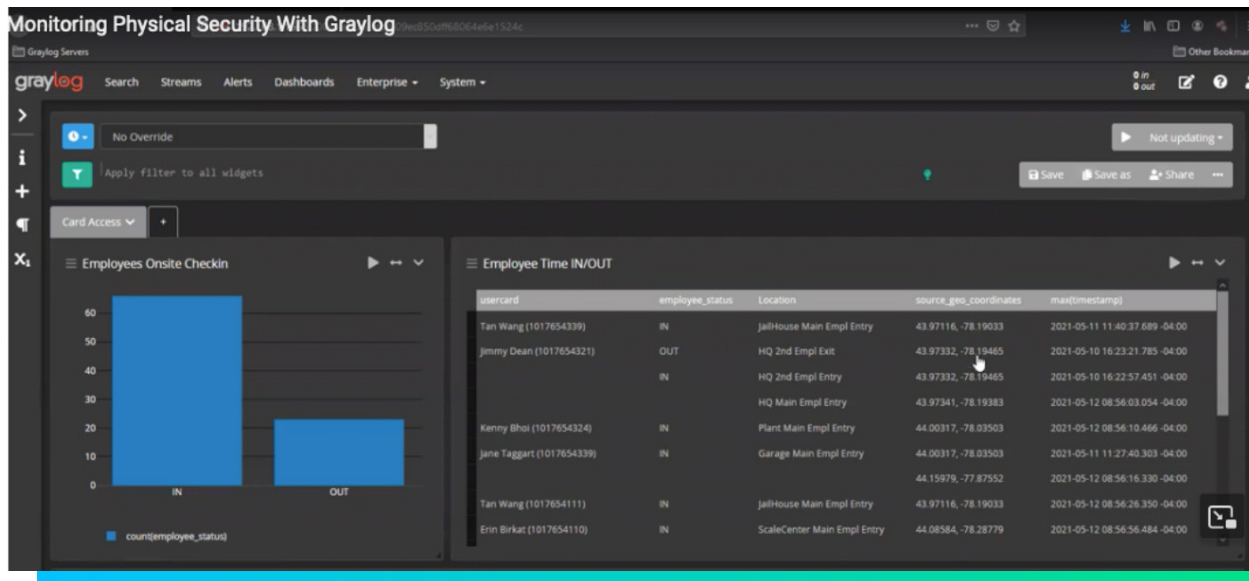 Monitoring Physical Security With Graylog
Graylog Servers
Other Bookmar
graylog Search Streams Alerts Dashboards Enterprise System
0 in
0 out
No Override
Not updating
Apply filter to all widgets
Save Save as Share
Card Access +
Employees Onsite Checkin
60
50
40
30
20
10
0
IN OUT
count(employee_status)
Employee Time IN/OUT
usercard employee_status Location source_geo_coordinates max(timestamp)
Tan Wang (1017654339) IN JailHouse Main Empl Entry 43.97116, -78.19033 2021-05-11 11:40:37.689 -04:00
Jimmy Dean (1017654321) OUT HQ 2nd Empl Exit 43.97332, -78.19465 2021-05-10 16:23:21.785 -04:00
IN HQ 2nd Empl Entry 43.97332, -78.19465 2021-05-10 16:22:57.451 -04:00
HQ Main Empl Entry 43.97341, -78.19383 2021-05-12 08:56:03.054 -04:00
Kenny Bhoi (1017654324) IN Plant Main Empl Entry 44.00317, -78.03503 2021-05-12 08:56:10.466 -04:00
Jane Taggart (1017654339) IN Garage Main Empl Entry 44.00317, -78.03503 2021-05-11 11:27:40.303 -04:00
44.15979, -77.87552 2021-05-12 08:56:16.330 -04:00
Tan Wang (1017654111) IN JailHouse Main Empl Entry 43.97116, -78.19033 2021-05-12 08:56:26.350 -04:00
Erin Birkat (1017654110) IN ScaleCenter Main Empl Entry 44.08584, -78.28779 2021-05-12 08:56:56.484 -04:00